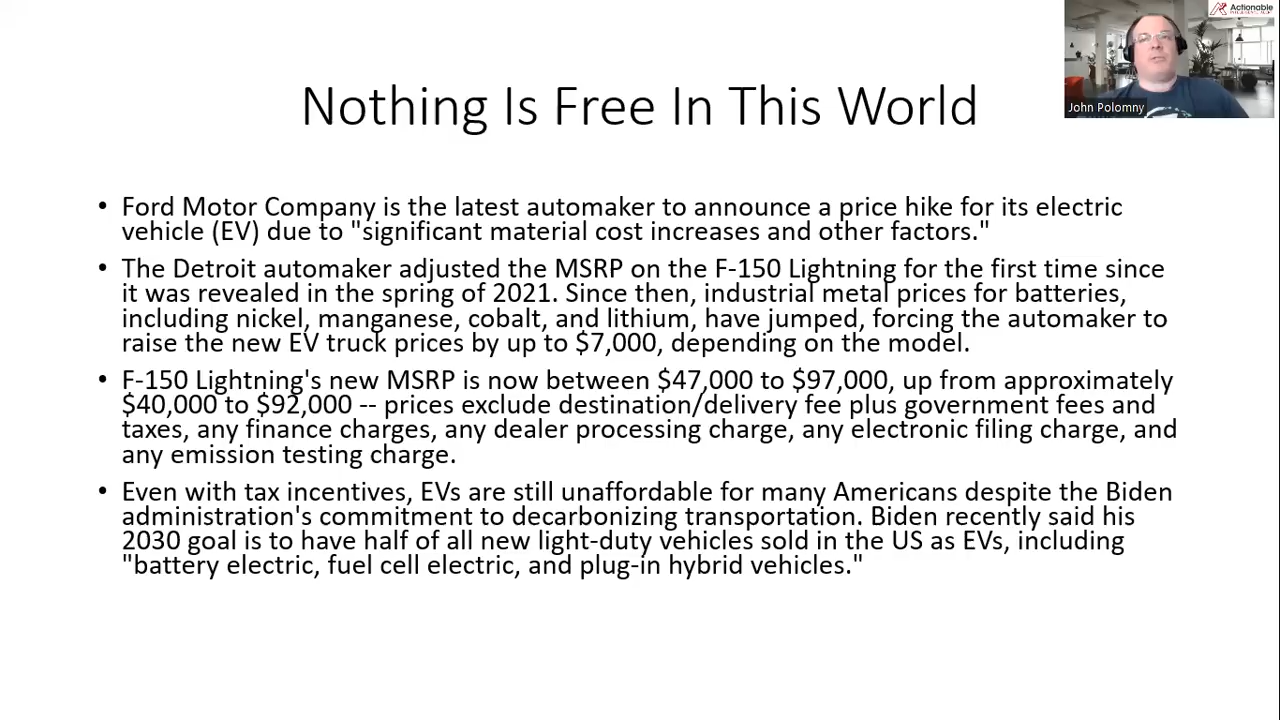 Actionable
John Polomny
Nothing Is Free In This World
• Ford Motor Company is the latest automaker to announce a price hike for its electric
vehicle (EV) due to "significant material cost increases and other factors."
• The Detroit automaker adjusted the MSRP on the F-150 Lightning for the first time since
it was revealed in the spring of 2021. Since then, industrial metal prices for batteries,
including nickel, manganese, cobalt, and lithium, have jumped, forcing the automaker to
raise the new EV truck prices by up to $7,000, depending on the model.
• F-150 Lightning's new MSRP is now between $47,000 to $97,000, up from approximately
$40,000 to $92,000 -- prices exclude destination/delivery fee plus government fees and
taxes, any finance charges, any dealer processing charge, any electronic filing charge, and
any emission testing charge.
• Even with tax incentives, EVs are still unaffordable for many Americans despite the Biden
administration's commitment to decarbonizing transportation. Biden recently said his
2030 goal is to have half of all new light-duty vehicles sold in the US as EVs, including
"battery electric, fuel cell electric, and plug-in hybrid vehicles."